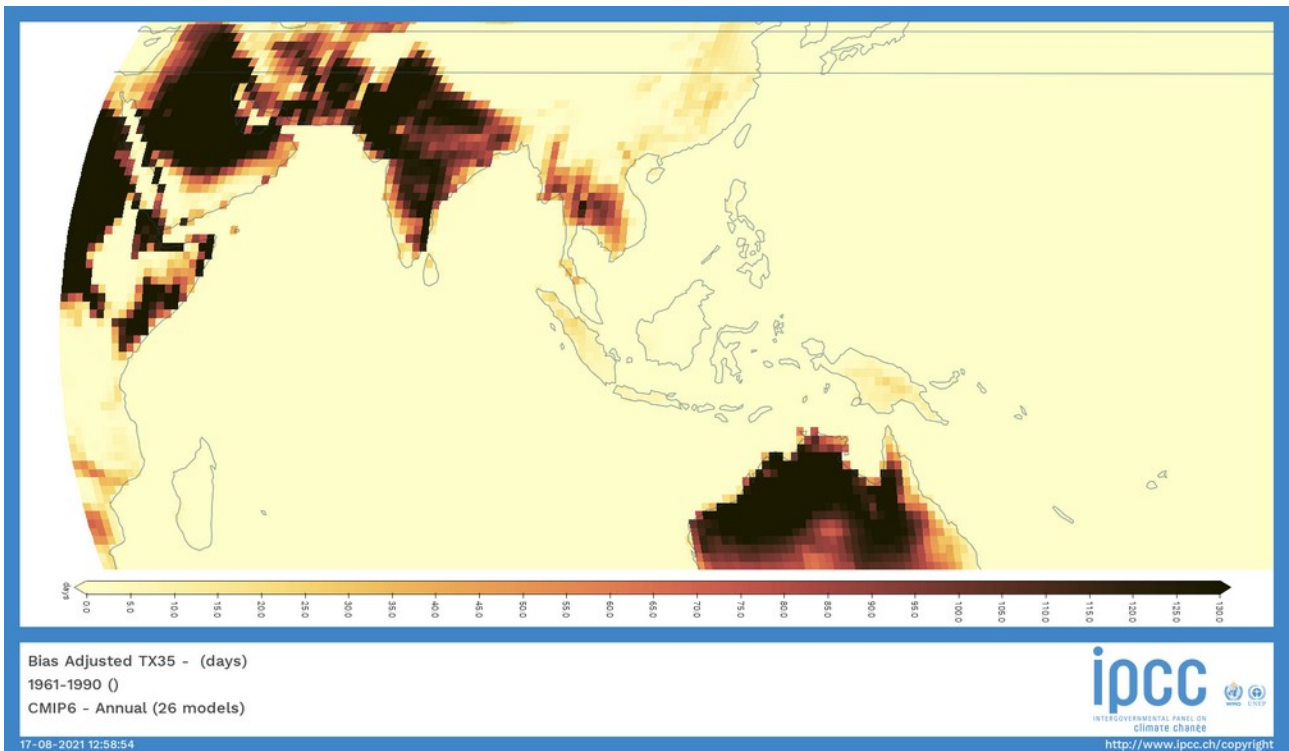 days
0.0 5.0 10.0 15.0 20.0 25.0 30.0 35.0 40.0 45.0 50.0 55.0 60.0 65.0 70.0 75.0 80.0 85.0 90.0 95.0 100.0 105.0 110.0 115.0 120.0 125.0 130.0
Bias Adjusted TX35 - (days)
1961-1990 ()
CMIP6 - Annual (26 models)
ipcc
INTERGOVERNMENTAL PANEL ON
climate change
WMO
UNEP
17-08-2021 12:58:54
http://www.ipcc.ch/copyright